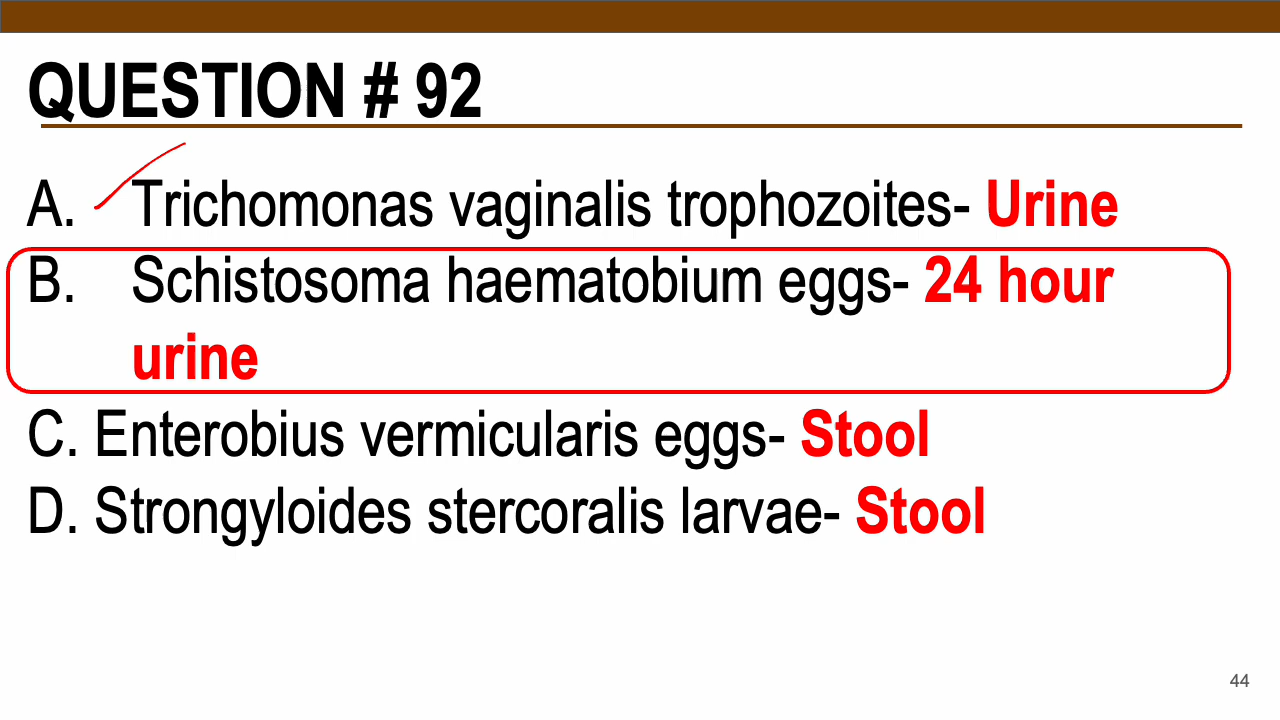 QUESTION # 92
A. Trichomonas vaginalis trophozoites- Urine
B. Schistosoma haematobium eggs- 24 hour
urine
C. Enterobius vermicularis eggs- Stool
D. Strongyloides stercoralis larvae- Stool
44